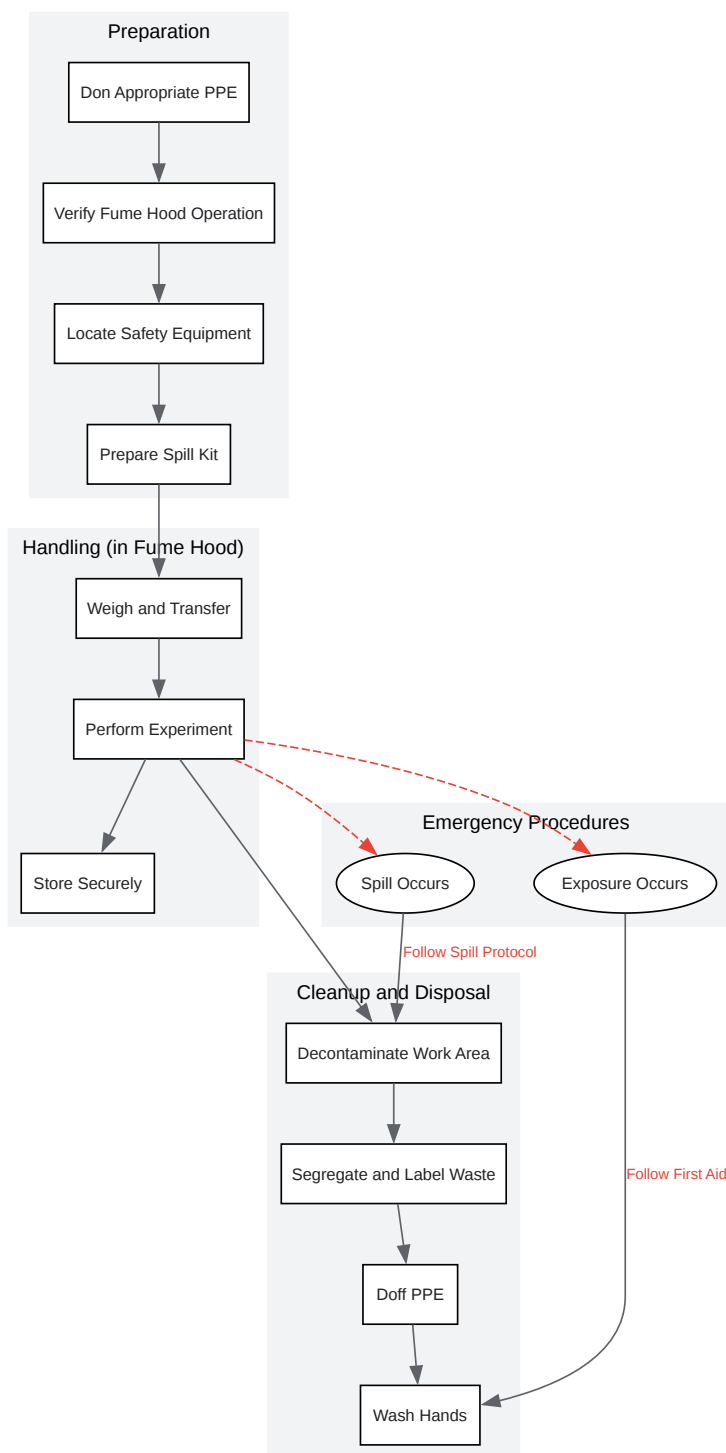 Preparation
Don Appropriate PPE
Verify Fume Hood Operation
Locate Safety Equipment
Prepare Spill Kit
Handling (in Fume Hood)
Weigh and Transfer
Perform Experiment
Store Securely
Emergency Procedures
Spill Occurs
Exposure Occurs
Follow Spill Protocol
Cleanup and Disposal
Decontaminate Work Area
Segregate and Label Waste
Follow First Aid
Doff PPE
Wash Hands